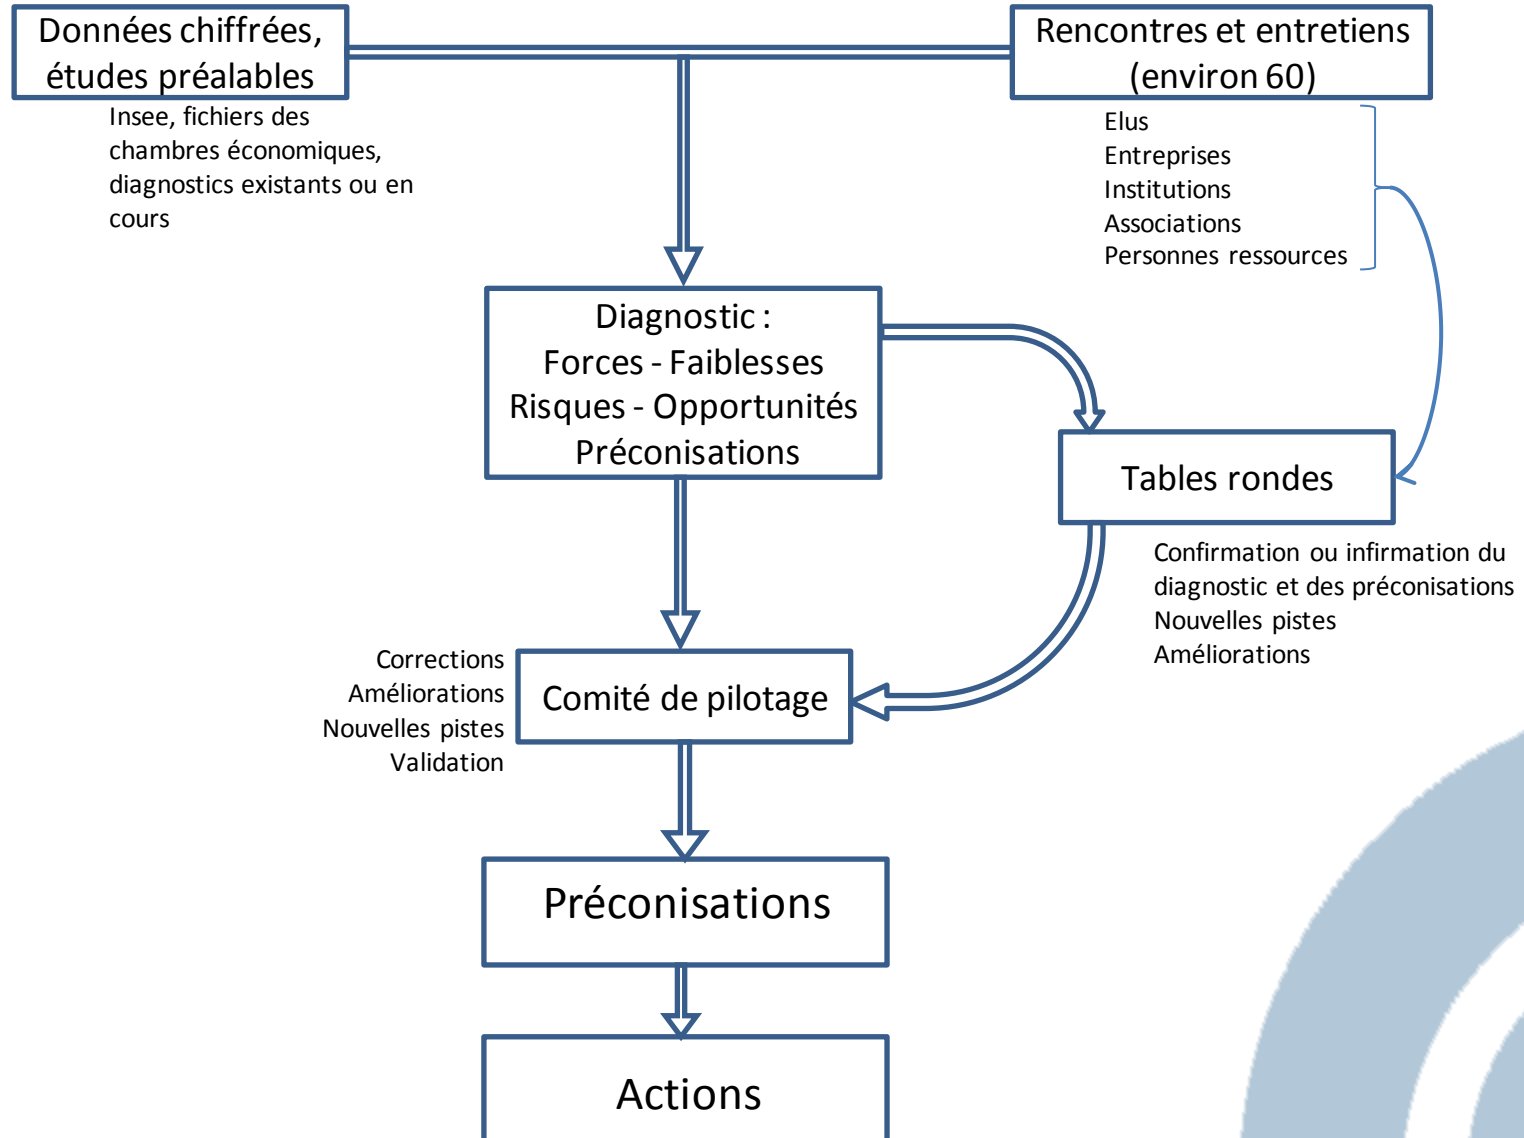 Données chiffrées,
études préalables
Insee, fichiers des
chambres économiques,
diagnostics existants ou en
cours
Rencontres et entretiens
(environ 60)
Elus
Entreprises
Institutions
Associations
Personnes ressources
Diagnostic :
Forces - Faiblesses
Risques - Opportunités
Préconisations
Tables rondes
Confirmation ou infirmation du
diagnostic et des préconisations
Nouvelles pistes
Améliorations
Corrections
Améliorations
Nouvelles pistes
Validation
Comité de pilotage
Préconisations
Actions